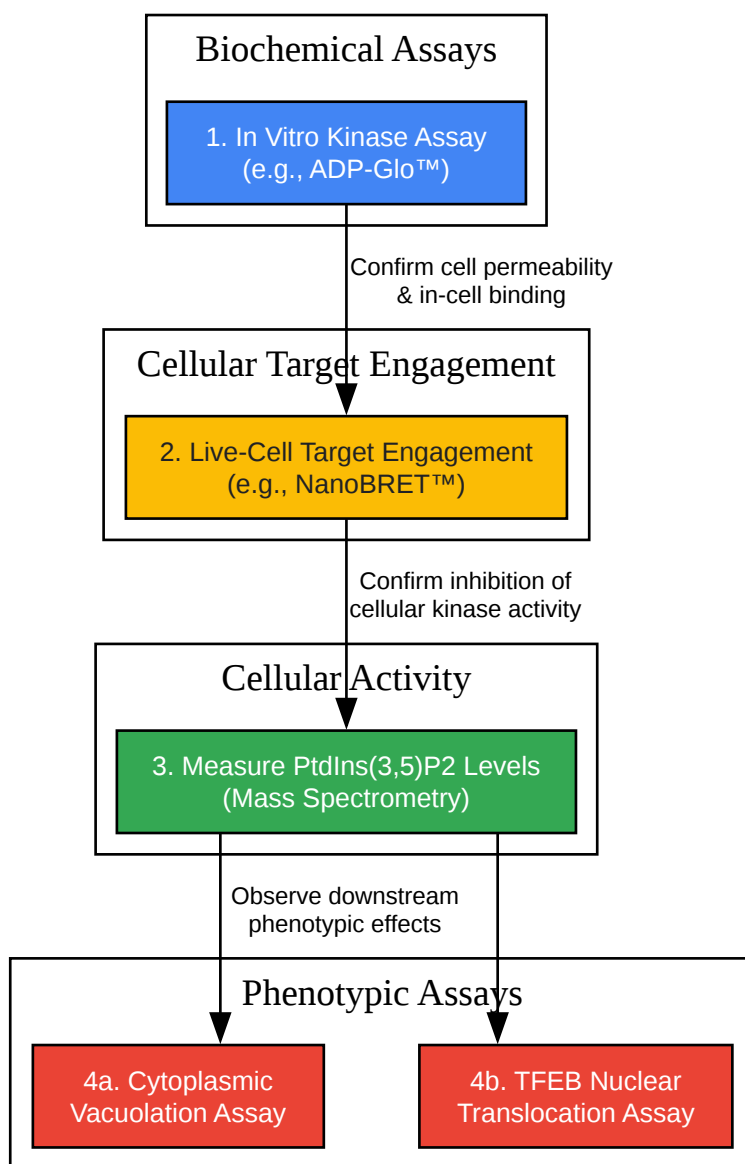 Biochemical Assays
1. In Vitro Kinase Assay
(e.g., ADP-Glo™)
Confirm cell permeability
& in-cell binding
Cellular Target Engagement
2. Live-Cell Target Engagement
(e.g., NanoBRET™)
Confirm inhibition of
cellular kinase activity
Cellular Activity
3. Measure PtdIns(3,5)P2 Levels
(Mass Spectrometry)
Observe downstream
phenotypic effects
Phenotypic Assays
4a. Cytoplasmic
Vacuolation Assay
4b. TFEB Nuclear
Translocation Assay